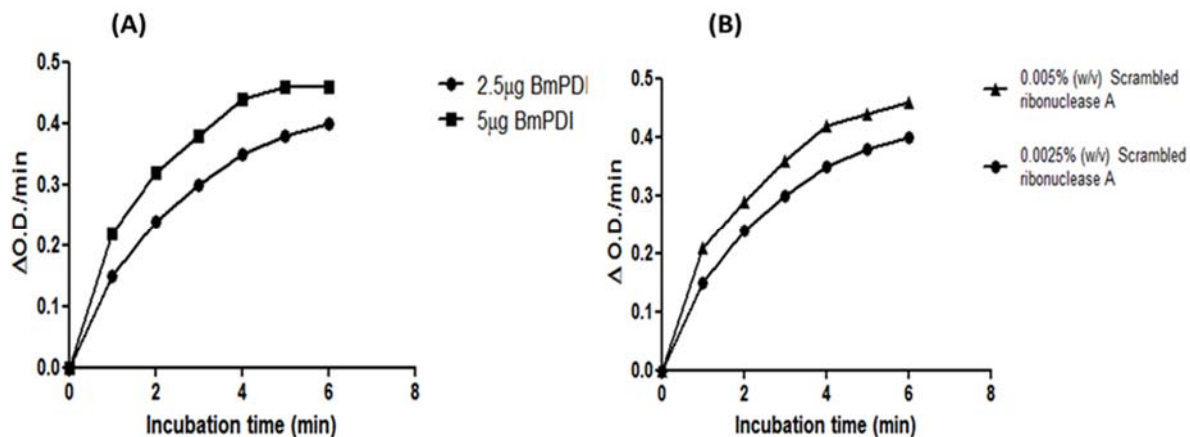 (A)
ΔO.D./min
0.5
0.4
0.3
0.2
0.1
0.0
0 2 4 6 8
Incubation time (min)
2.5μg BmPDI
5μg BmPDI
(B)
Δ O.D./min
0.5
0.4
0.3
0.2
0.1
0.0
0 2 4 6 8
Incubation time (min)
0.005% (w/v) Scrambled
ribonuclease A
0.0025% (w/v) Scrambled
ribonuclease A